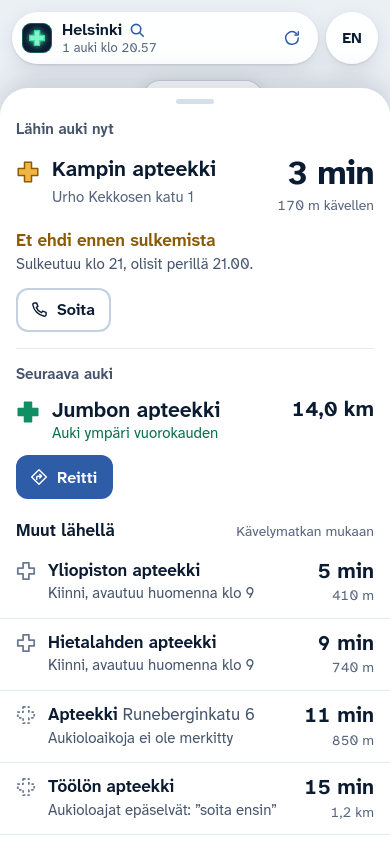 Helsinki
1 auki klo 20.57
EN
Lähin auki nyt
Kampin apteekki
3 min
Urho Kekkosen katu 1
170 m kävellen
Et ehdi ennen sulkemista
Sulkeutuu klo 21, olisit perillä 21.00.
Soita
Seuraava auki
Jumbon apteekki
14,0 km
Auki ympäri vuorokauden
Reitti
Muut lähellä
Kävelymatkan mukaan
Yliopiston apteekki
5 min
Kiinni, avautuu huomenna klo 9
410 m
Hietalahden apteekki
9 min
Kiinni, avautuu huomenna klo 9
740 m
Apteekki Runeberginkatu 6
11 min
Aukioloaikoja ei ole merkitty
850 m
Töölön apteekki
15 min
Aukioloajat epäselvät: ”soita ensin”
1,2 km